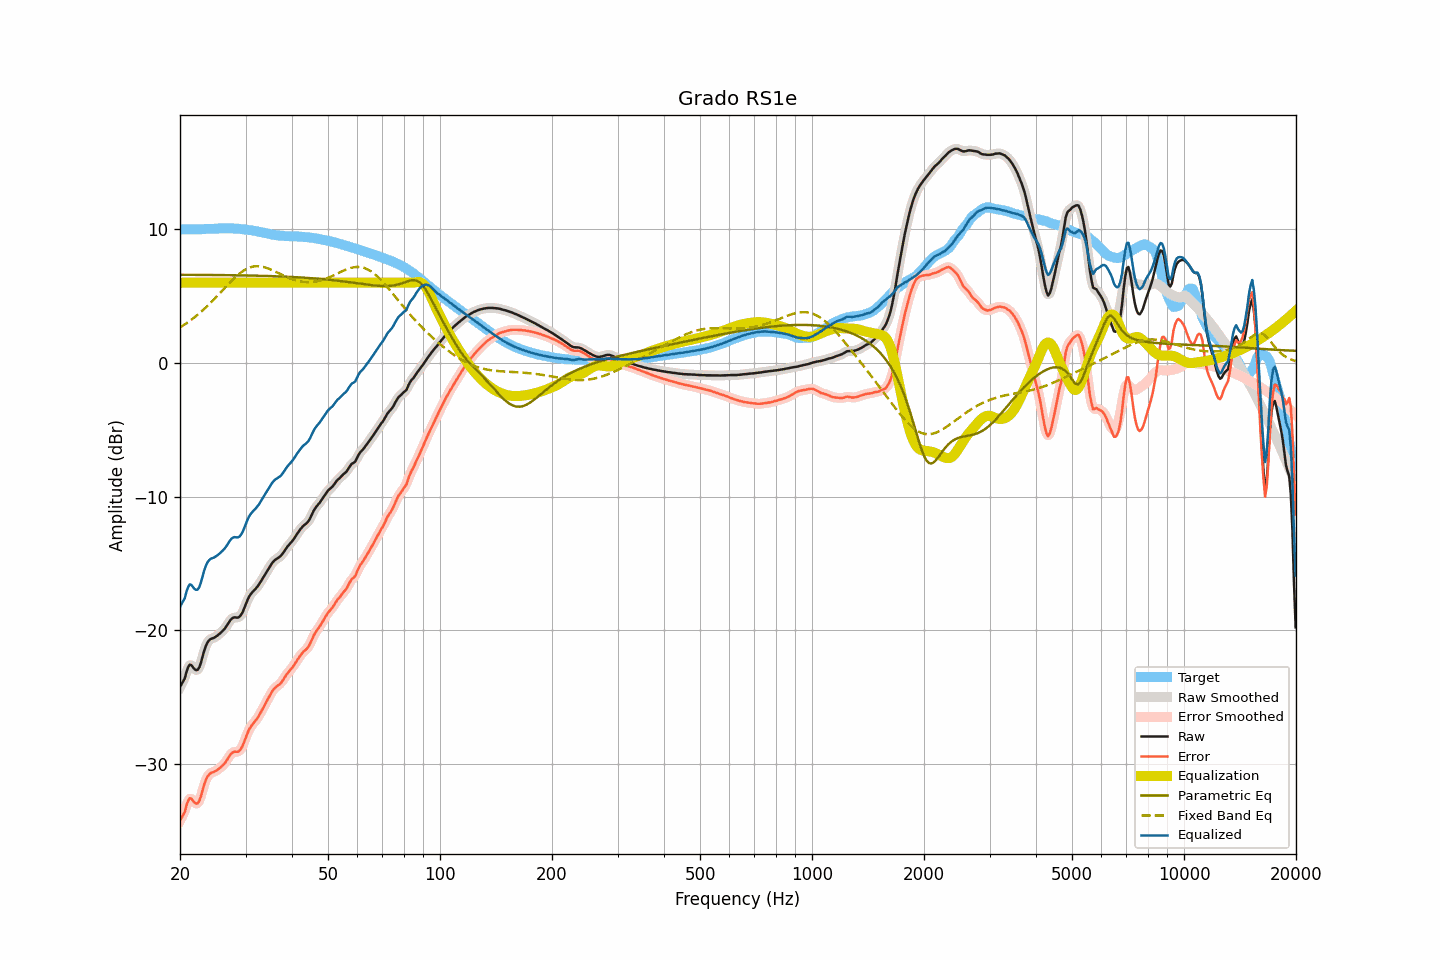 Grado RS1e
10
0
−10
−20
−30
Amplitude (dBr)
20
50
100
200
500
1000
2000
5000
10000
20000
Frequency (Hz)
Target
Raw Smoothed
Error Smoothed
Raw
Error
Equalization
Parametric Eq
Fixed Band Eq
Equalized